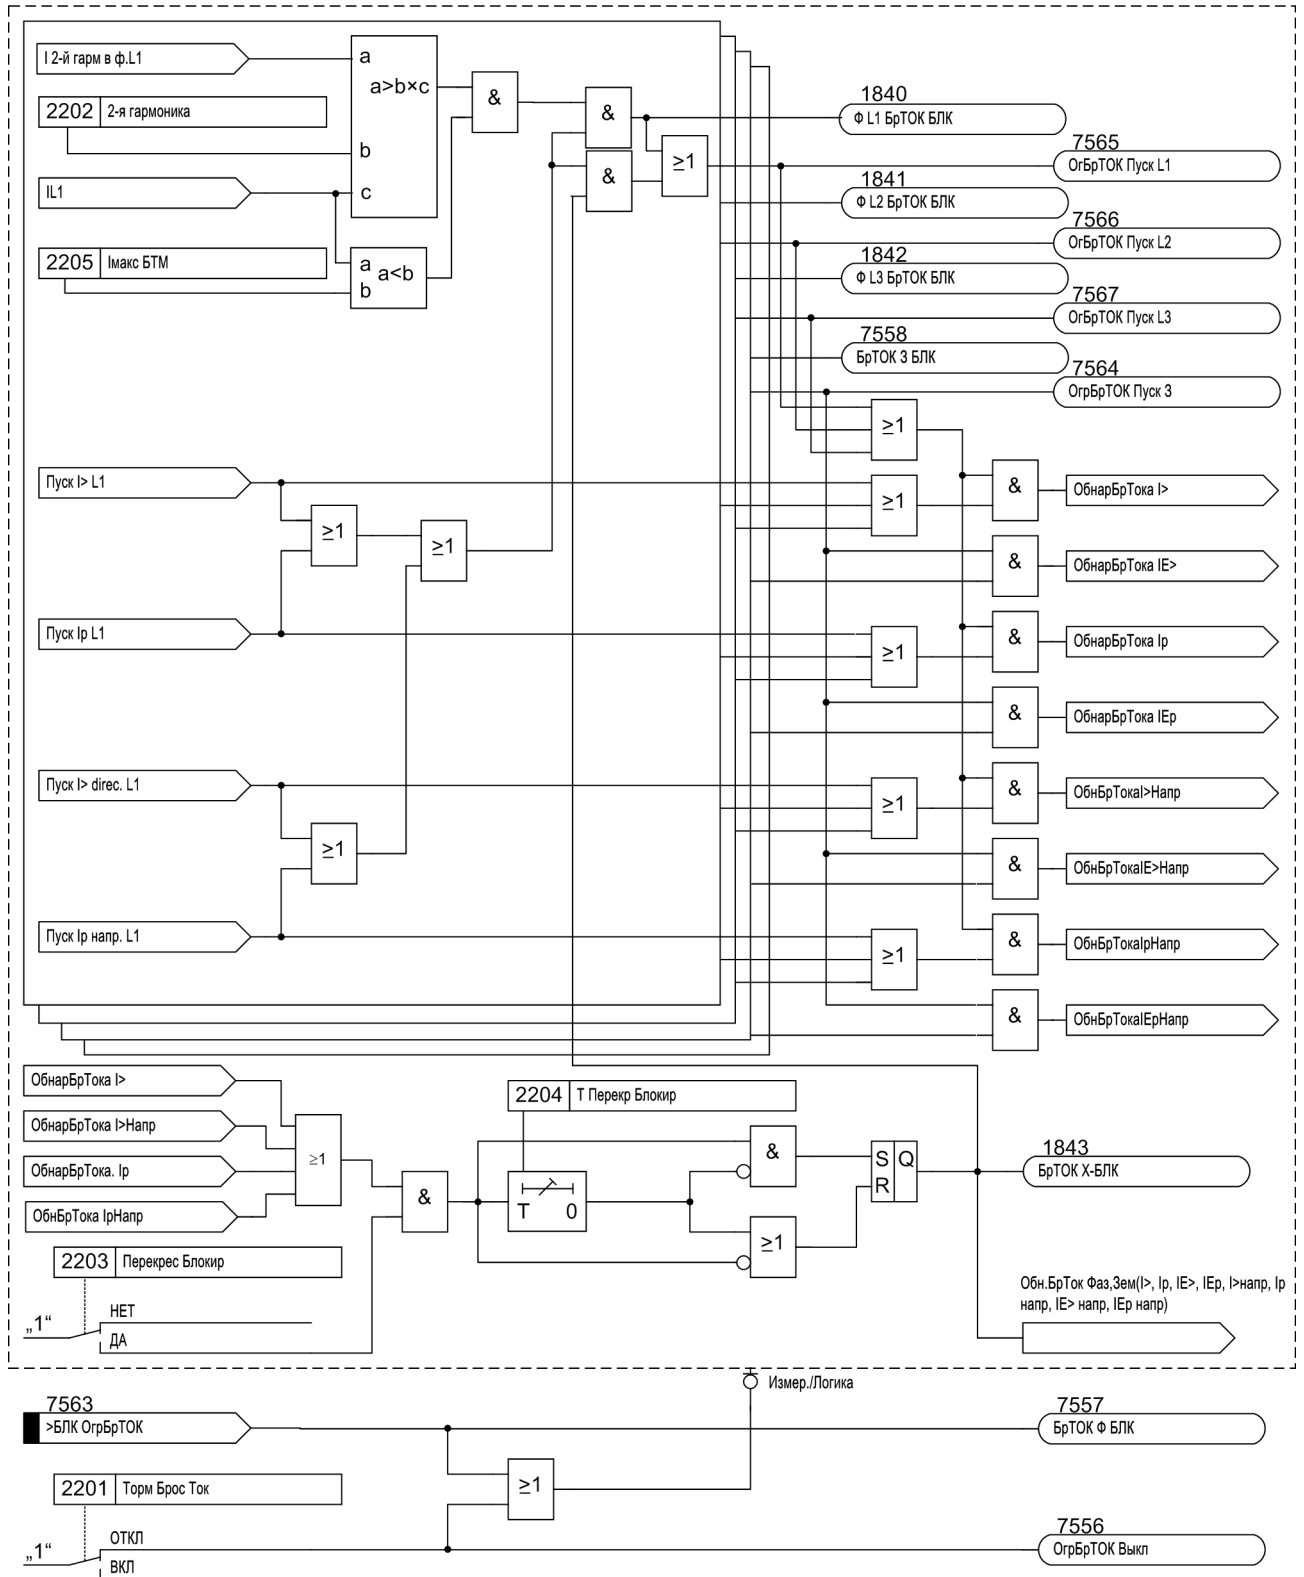 I 2-й гарм в ф.L1
a
a>b×c
&
2202 2-я гармоника
b
&
1840
Ф L1 БрТОК БЛК
7565
ОгБрТОК Пуск L1
≥1
&
IL1
c
1841
Ф L2 БрТОК БЛК
7566
ОгБрТОК Пуск L2
2205 Iмакс БТМ
a
a<b
b
1842
Ф L3 БрТОК БЛК
7567
ОгБрТОК Пуск L3
7558
БрТОК З БЛК
7564
ОгрБрТОК Пуск З
≥1
Пуск I> L1
≥1
&
ОбнарБрТока I>
≥1
≥1
&
ОбнарБрТока IE>
Пуск Ip L1
≥1
&
ОбнарБрТока Ip
&
ОбнарБрТока IEp
Пуск I> direc. L1
≥1
&
ОбнБрТокаI>Напр
≥1
&
ОбнБрТокаIE>Напр
Пуск Ip напр. L1
≥1
&
ОбнБрТокаIpНапр
&
ОбнБрТокаIEpНапр
ОбнарБрТока I>
ОбнарБрТока I>Напр
ОбнарБрТока. Ip
ОбнБрТока IpНапр
≥1
&
2204 Т Перекр Блокир
T 0
&
≥1
S Q
R
1843
БрТОК Х-БЛК
2203 Перекрес Блокир
„1“
НЕТ
ДА
Обн.БрТок Фаз,Зем(I>, Ip, IE>, IEp, I>напр, Ip
напр, IE> напр, IEp напр)
Измер./Логика
7563
>БЛК ОгрБрТОК
7557
БрТОК Ф БЛК
≥1
2201 Торм Брос Ток
„1“
ОТКЛ
ВКЛ
7556
ОгрБрТОК Выкл